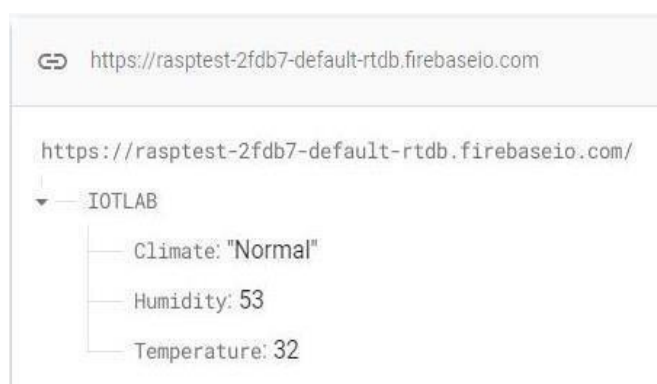 https://rasptest-2fdb7-default-rtdb.firebaseio.com
https://rasptest-2fdb7-default-rtdb.firebaseio.com/
IOTLAB
Climate: "Normal"
Humidity: 53
Temperature: 32